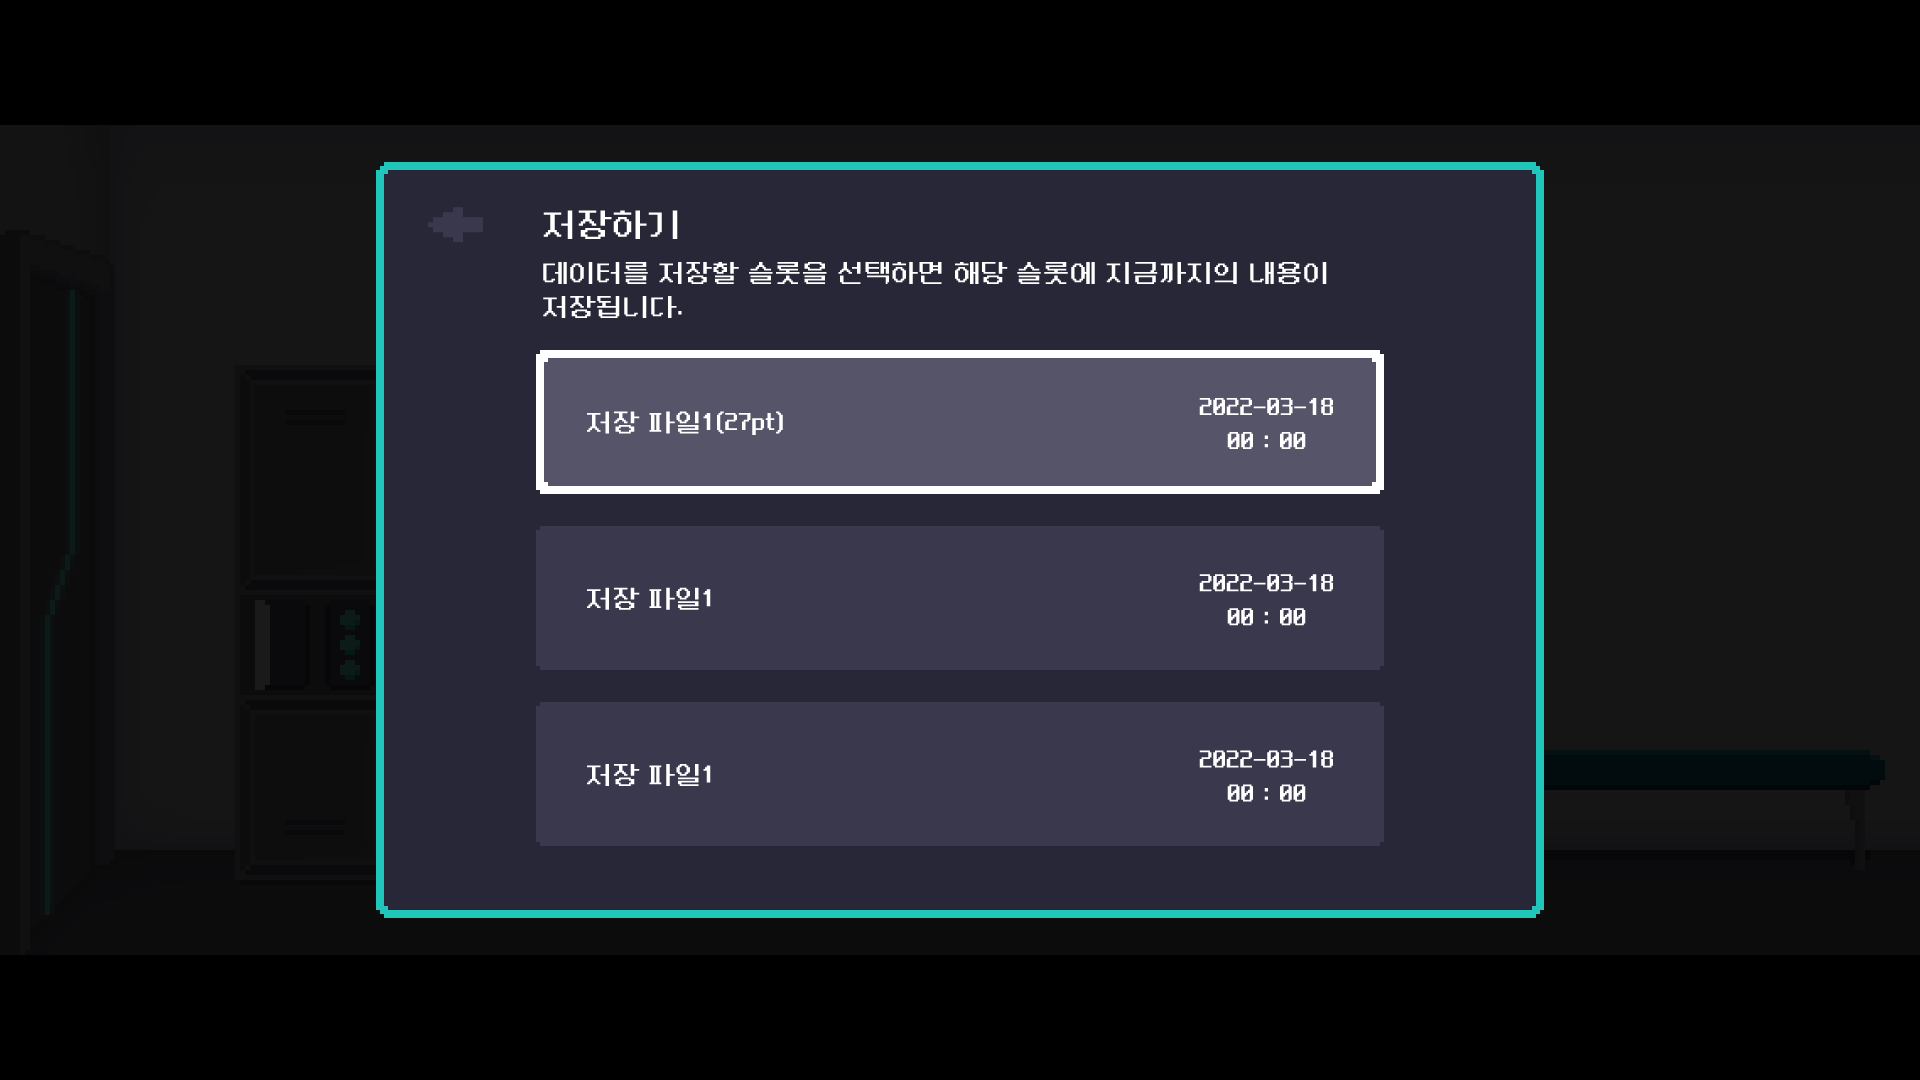 저장하기
데이터를 저장할 슬롯을 선택하면 해당 슬롯에 지금까지의 내용이
저장됩니다.
저장 파일1(27pt)
2022-03-18
00 : 00
저장 파일1
2022-03-18
00 : 00
저장 파일1
2022-03-18
00 : 00